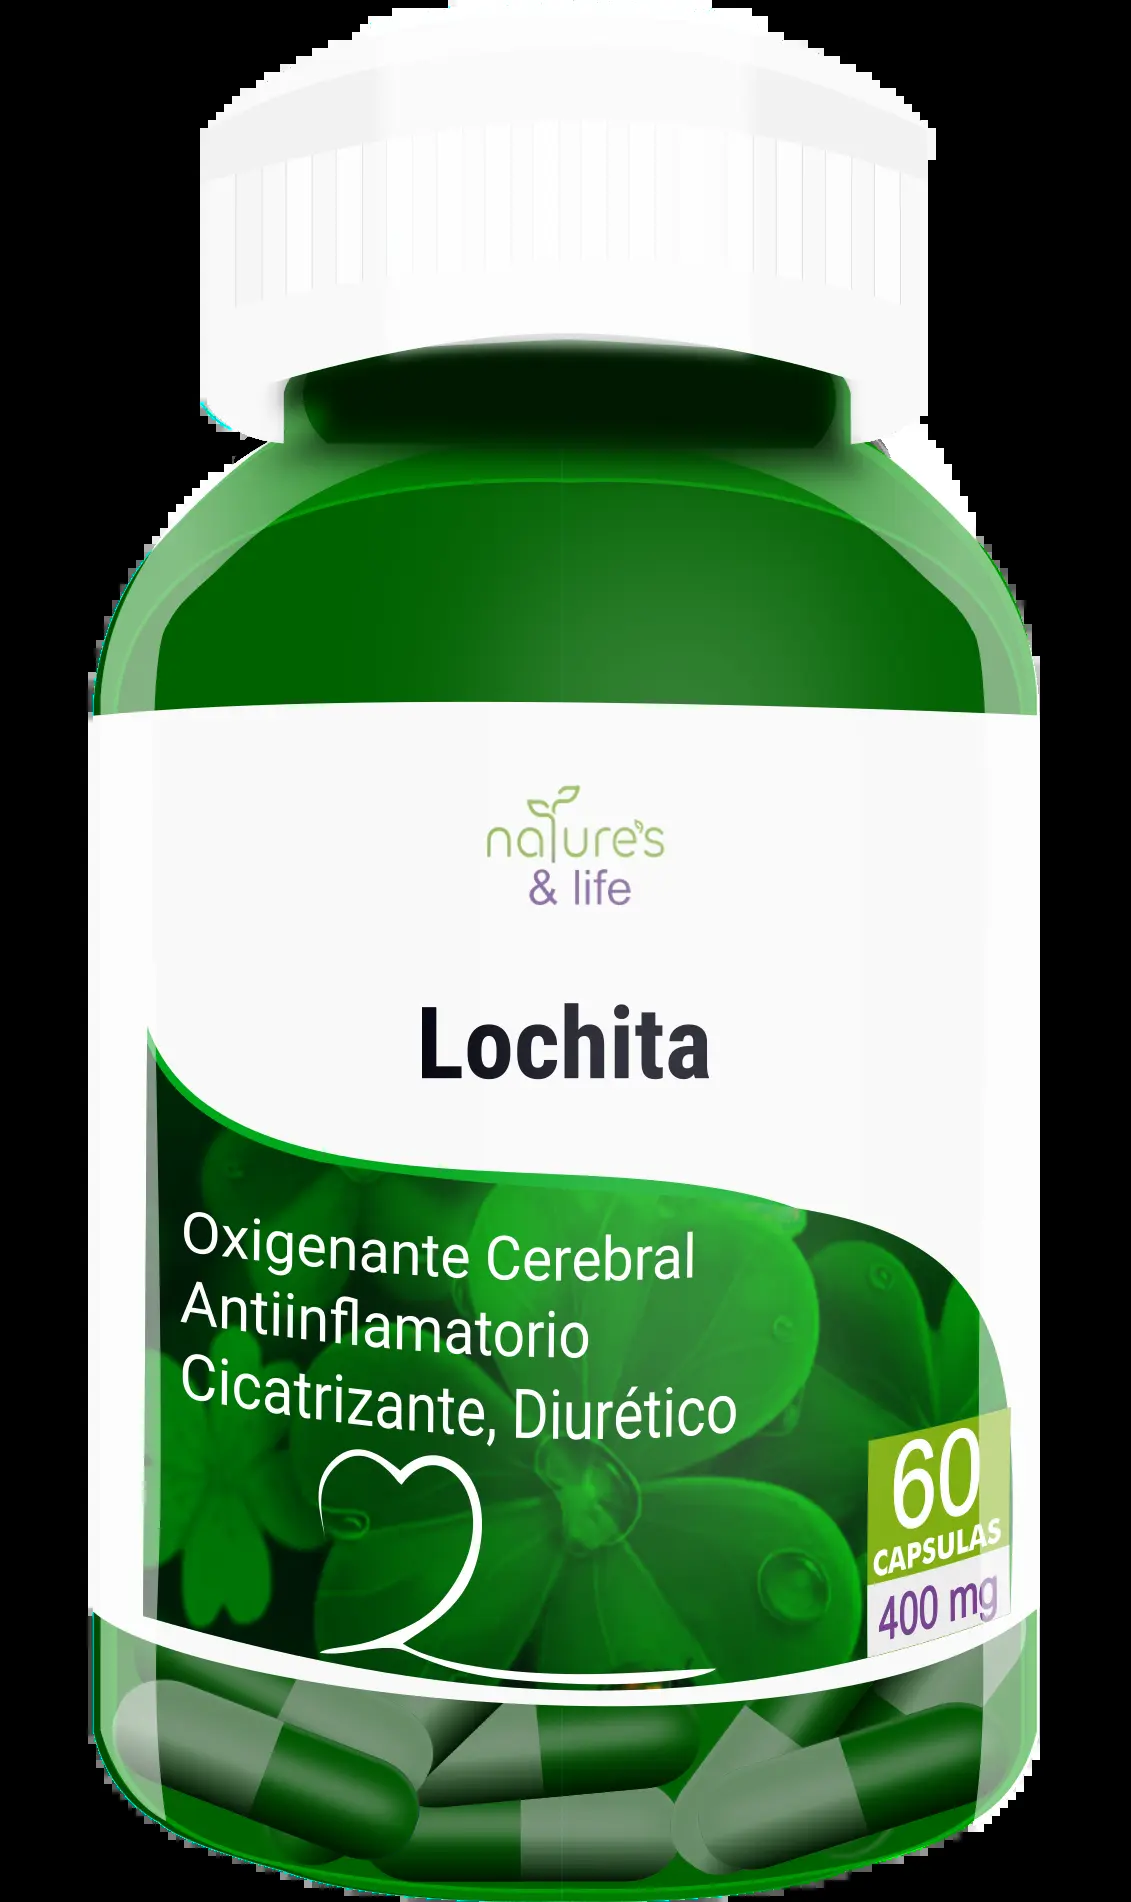 nature's
& life
Lochita
Oxigenante Cerebral
Antiinflamatorio
Cicatrizante, Diurético
60
CAPSULAS
400 mg